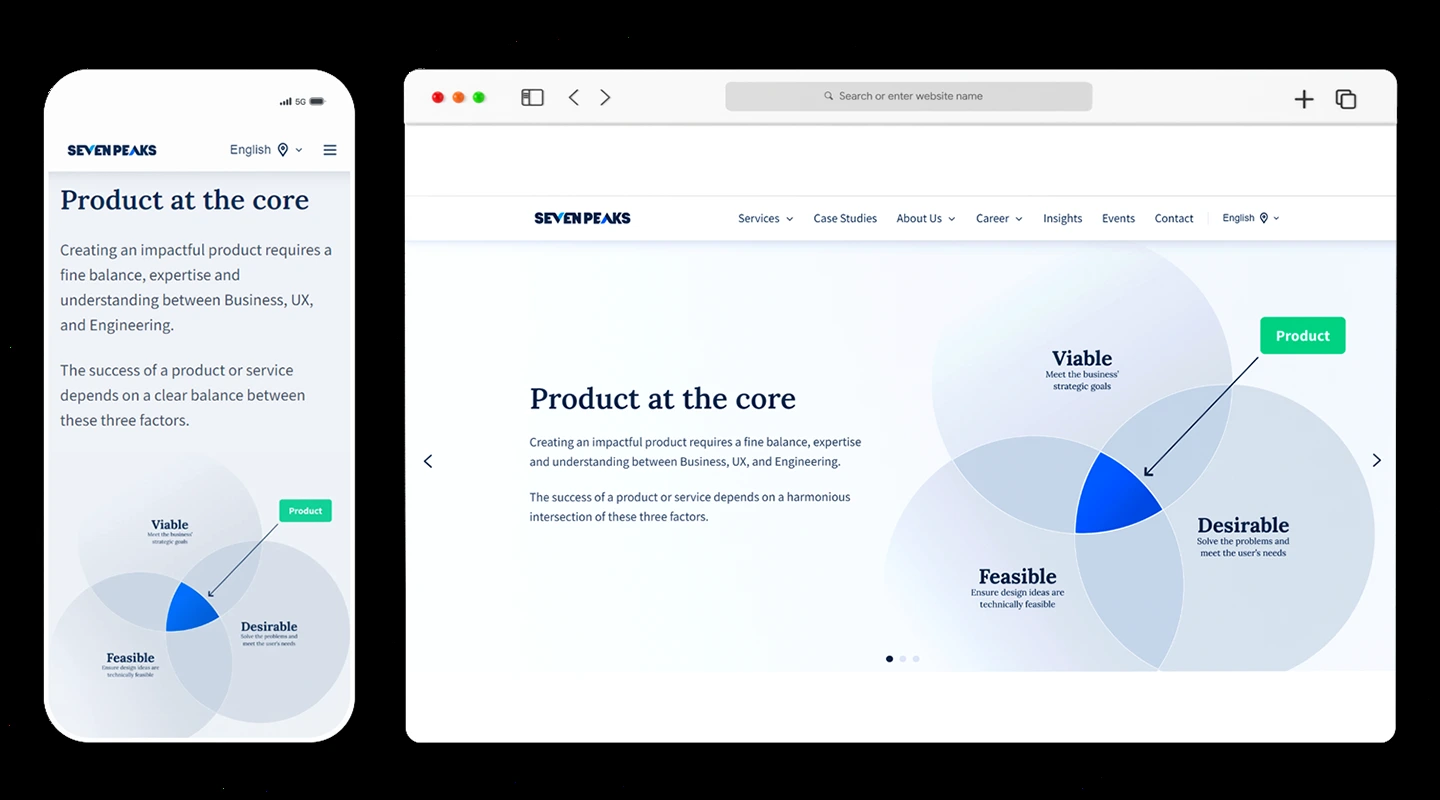 5G
SEVEN PEAKS
English
Product at the core
Creating an impactful product requires a
fine balance, expertise and
understanding between Business, UX,
and Engineering.
The success of a product or service
depends on a clear balance between
these three factors.
Product
Viable
Meet the business'
strategic goals
Desirable
Solve the problems and
meet the user's needs
Feasible
Ensure design ideas are
technically feasible
Search or enter website name
SEVEN PEAKS
Services
Case Studies
About Us
Career
Insights
Events
Contact
English
Product at the core
Creating an impactful product requires a fine balance, expertise
and understanding between Business, UX, and Engineering.
The success of a product or service depends on a harmonious
intersection of these three factors.
Product
Viable
Meet the business'
strategic goals
Desirable
Solve the problems and
meet the user's needs
Feasible
Ensure design ideas are
technically feasible